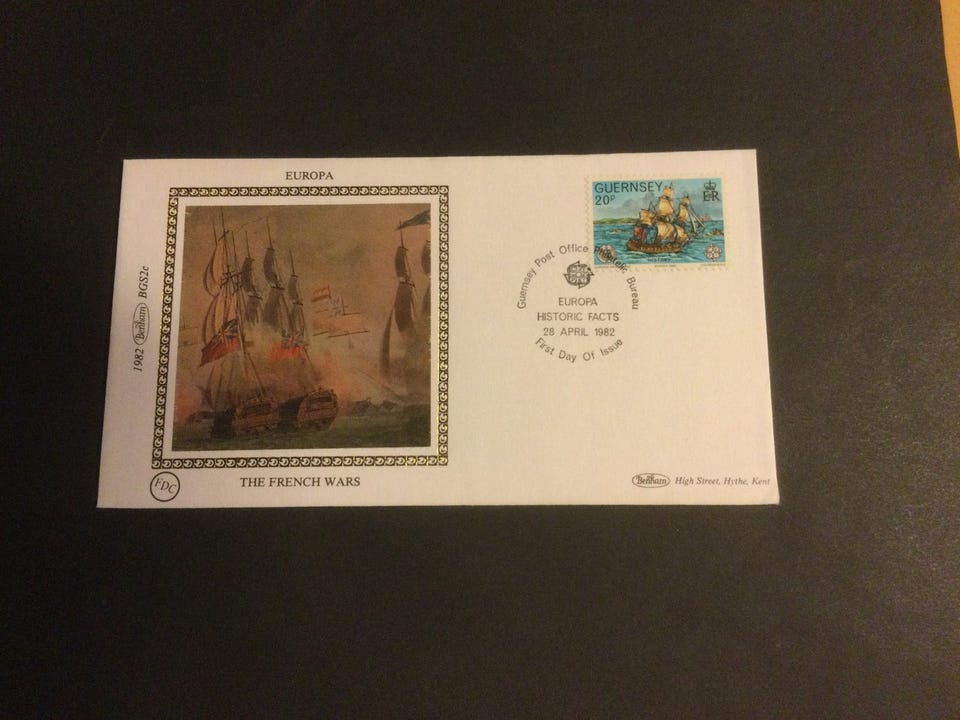 EUROPA
1982 Benham BGS2c
FDC
THE FRENCH WARS
GUERNSEY
20P
ER
Guernsey Post Office Philatelic Bureau
EUROPA
HISTORIC FACTS
28 APRIL 1982
First Day Of Issue
Benham High Street, Hythe, Kent